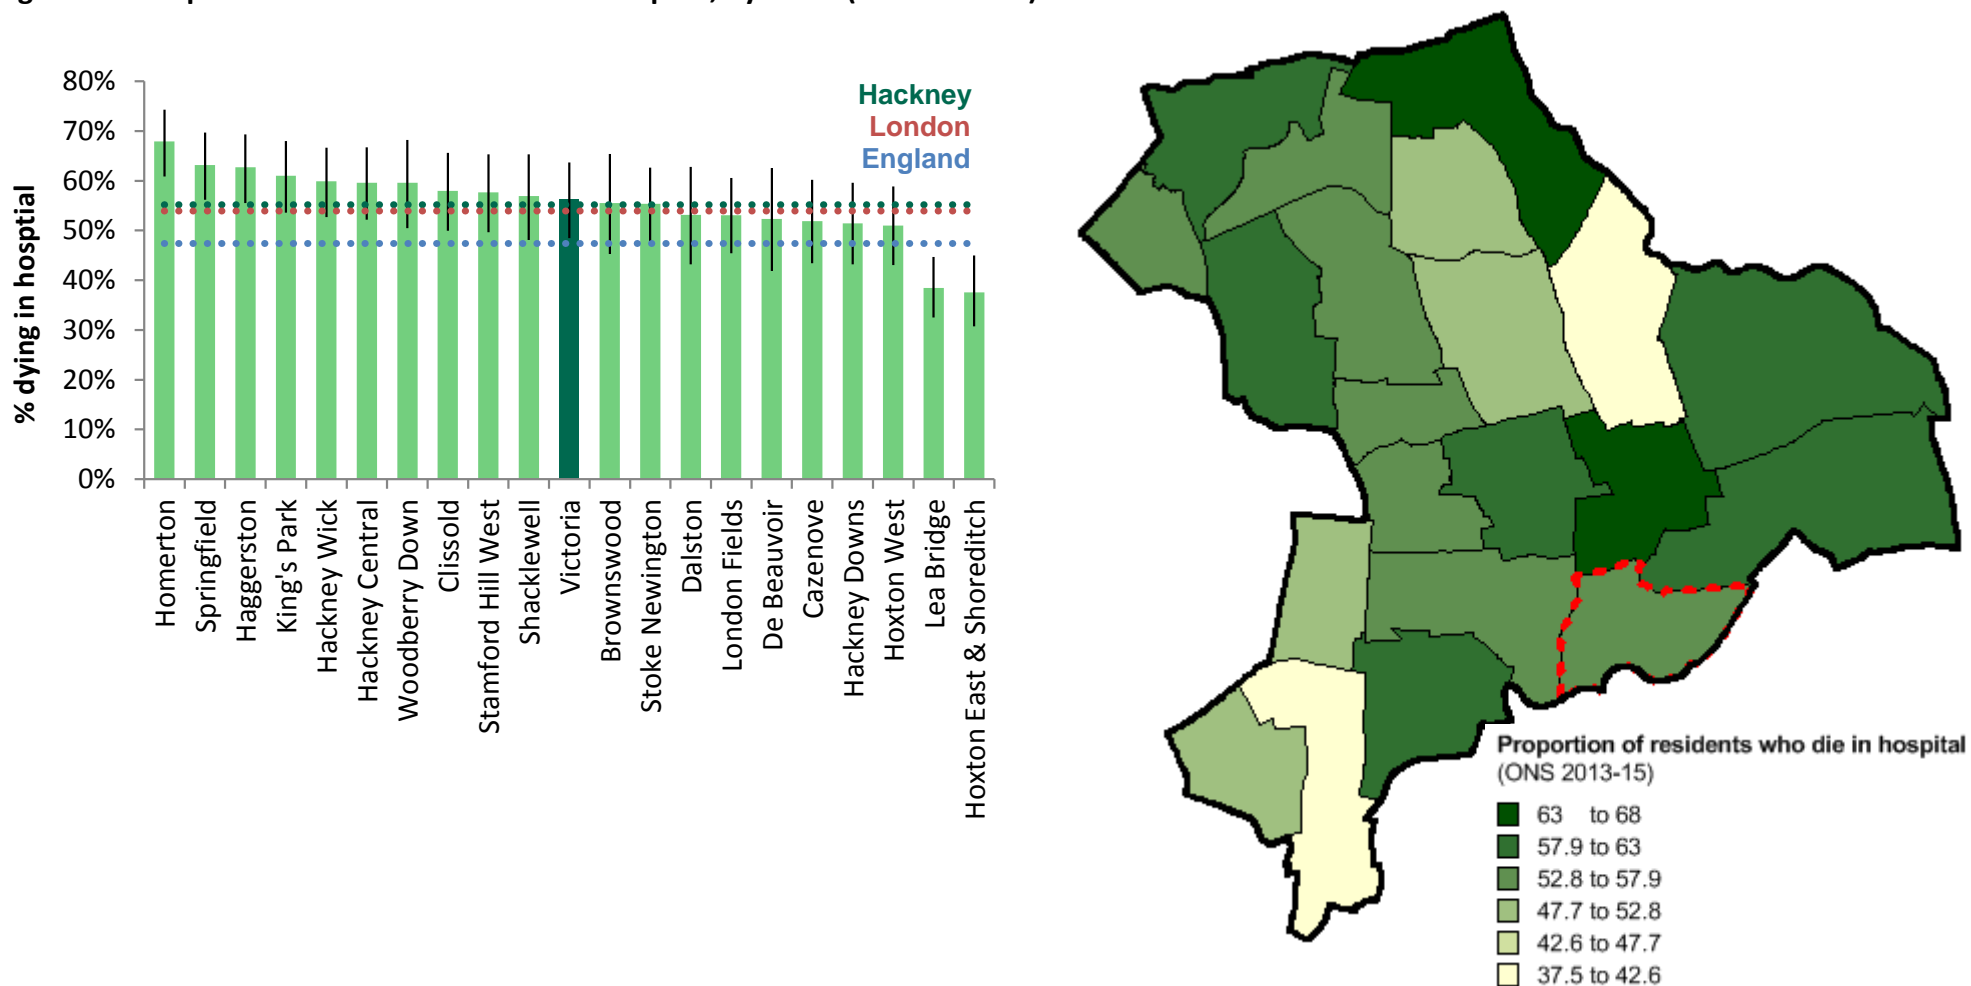 80%
70%
60%
50%
40%
30%
20%
10%
0%
% dying in hosptial
Hackney
London
England
Homerton
Springfield
Haggerston
King's Park
Hackney Wick
Hackney Central
Woodberry Down
Clissold
Stamford Hill West
Shacklewell
Victoria
Brownswood
Stoke Newington
Dalston
London Fields
De Beauvoir
Cazenove
Hackney Downs
Hoxton West
Lea Bridge
Hoxton East & Shoreditch
Proportion of residents who die in hospital
(ONS 2013-15)
63 to 68
57.9 to 63
52.8 to 57.9
47.7 to 52.8
42.6 to 47.7
37.5 to 42.6